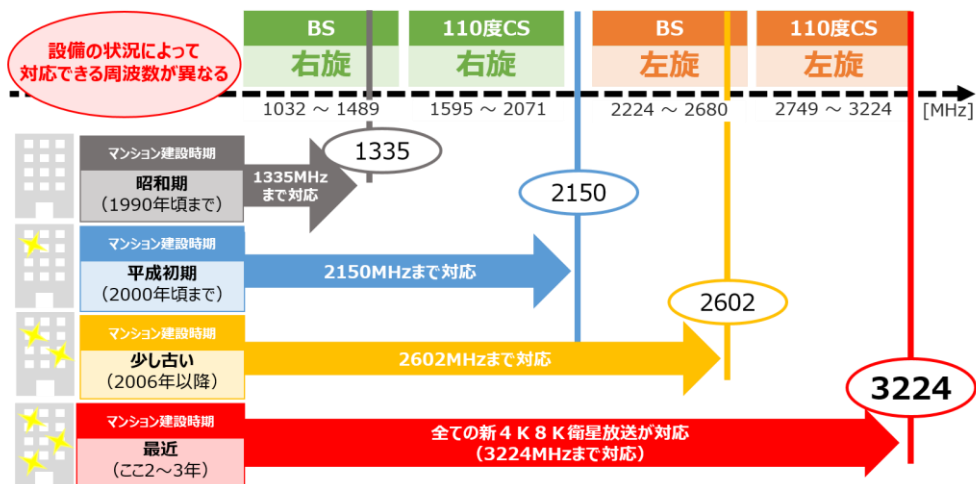 設備の状況によって
対応できる周波数が異なる
BS
右旋
110度CS
右旋
BS
左旋
110度CS
左旋
1032 ～ 1489
1595 ～ 2071
2224 ～ 2680
2749 ～ 3224
[MHz]
マンション建設時期
昭和期
（1990年頃まで）
1335MHz
まで対応
1335
マンション建設時期
平成初期
（2000年頃まで）
2150MHzまで対応
2150
マンション建設時期
少し古い
（2006年以降）
2602MHzまで対応
2602
マンション建設時期
最近
（ここ2～3年）
全ての新４Ｋ８Ｋ衛星放送が対応
（3224MHzまで対応）
3224